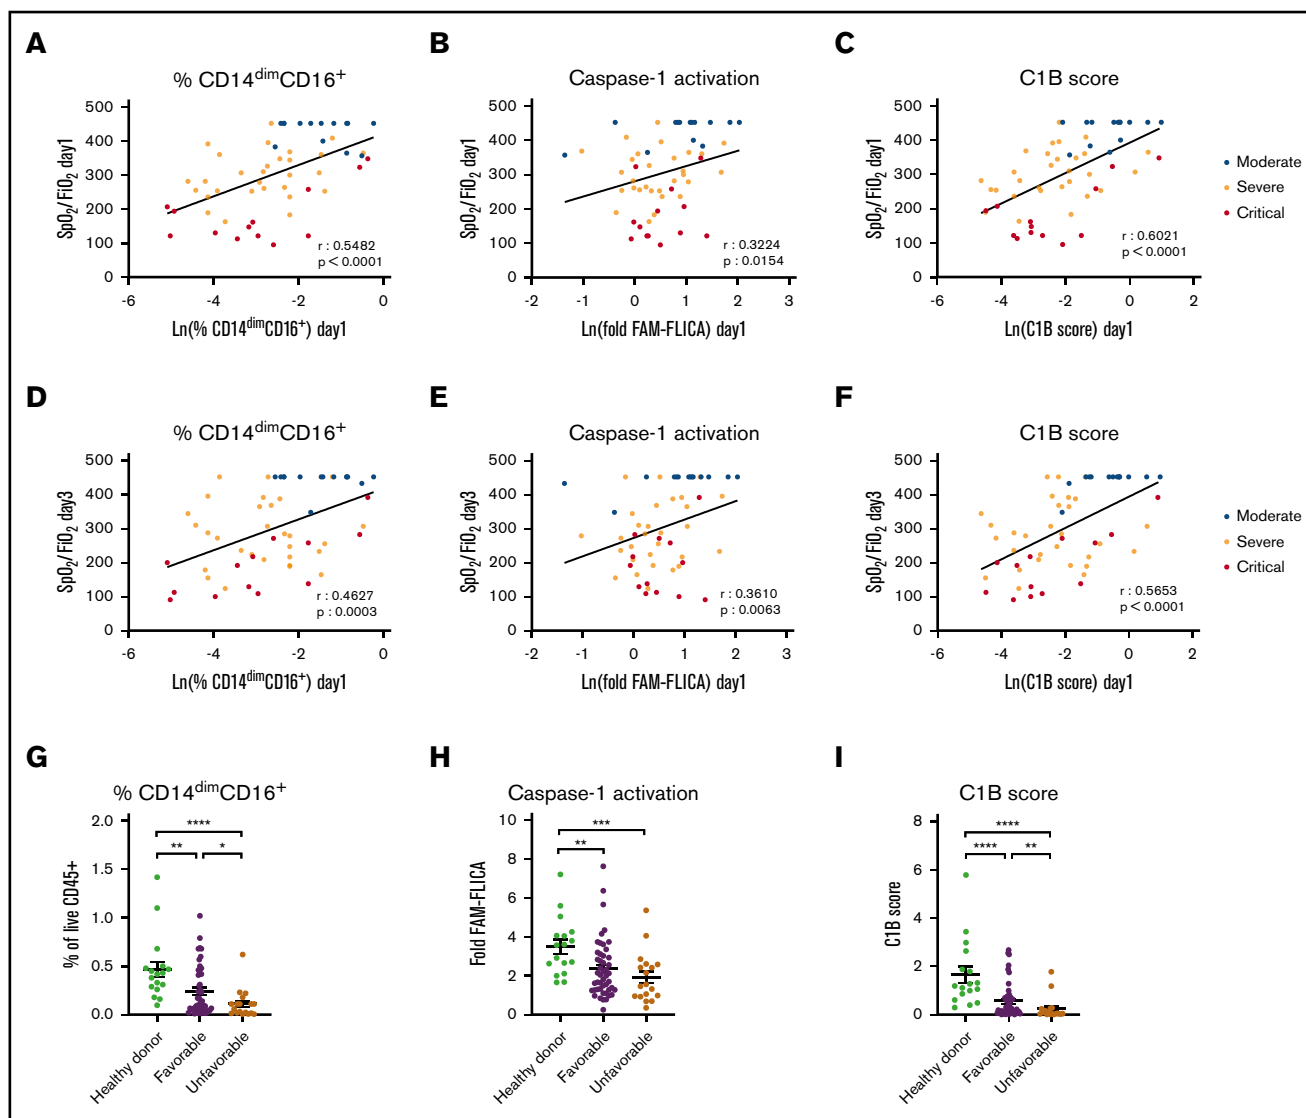 A
% CD14dimCD16+
SpO2/FiO2 day1
500
400
300
200
100
0
r : 0.5482
p < 0.0001
-6
-4
-2
0
Ln(% CD14dimCD16+) day1
B
Caspase-1 activation
SpO2/FiO2 day1
500
400
300
200
100
0
r : 0.3224
p : 0.0154
-2
-1
0
1
2
3
Ln(fold FAM-FLICA) day1
C
C1B score
SpO2/FiO2 day1
500
400
300
200
100
0
r : 0.6021
p < 0.0001
-6
-4
-2
0
2
Ln(C1B score) day1
Moderate
Severe
Critical
D
% CD14dimCD16+
SpO2/FiO2 day3
500
400
300
200
100
0
r : 0.4627
p : 0.0003
-6
-4
-2
0
Ln(% CD14dimCD16+) day1
E
Caspase-1 activation
SpO2/FiO2 day3
500
400
300
200
100
0
r : 0.3610
p : 0.0063
-2
-1
0
1
2
3
Ln(fold FAM-FLICA) day1
F
C1B score
SpO2/FiO2 day3
500
400
300
200
100
0
r : 0.5653
p < 0.0001
-6
-4
-2
0
2
Ln(C1B score) day1
Moderate
Severe
Critical
G
% CD14dimCD16+
% of live CD45+
2.0
1.5
1.0
0.5
0.0
****
**
*
Healthy donor
Favorable
Unfavorable
H
Caspase-1 activation
Fold FAM-FLICA
10
8
6
4
2
0
***
**
Healthy donor
Favorable
Unfavorable
I
C1B score
C1B score
8
6
4
2
0
****
****
**
Healthy donor
Favorable
Unfavorable